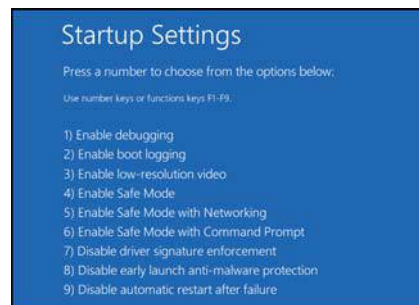 Startup Settings
Press a number to choose from the options below:
Use number keys or functions keys F1-F9.
1) Enable debugging
2) Enable boot logging
3) Enable low-resolution video
4) Enable Safe Mode
5) Enable Safe Mode with Networking
6) Enable Safe Mode with Command Prompt
7) Disable driver signature enforcement
8) Disable early launch anti-malware protection
9) Disable automatic restart after failure